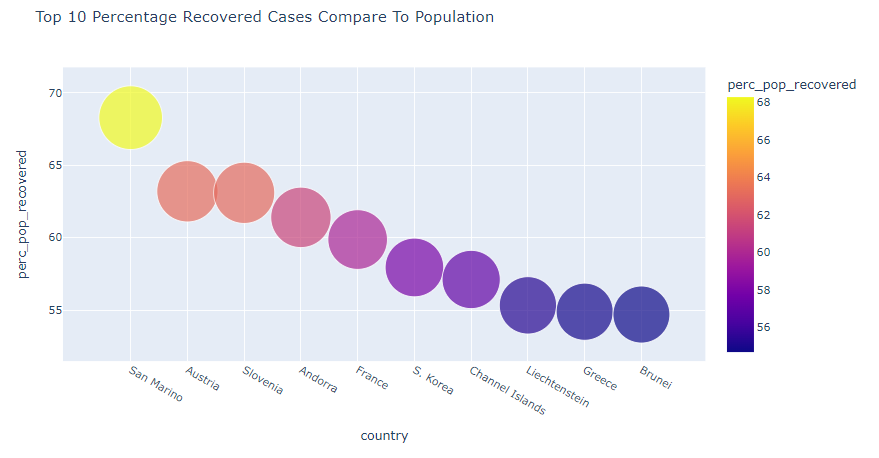 Top 10 Percentage Recovered Cases Compare To Population
perc_pop_recovered
70
65
60
55
San Marino
Austria
Slovenia
Andorra
France
S. Korea
Channel Islands
Liechtenstein
Greece
Brunei
country
perc_pop_recovered
68
66
64
62
60
58
56